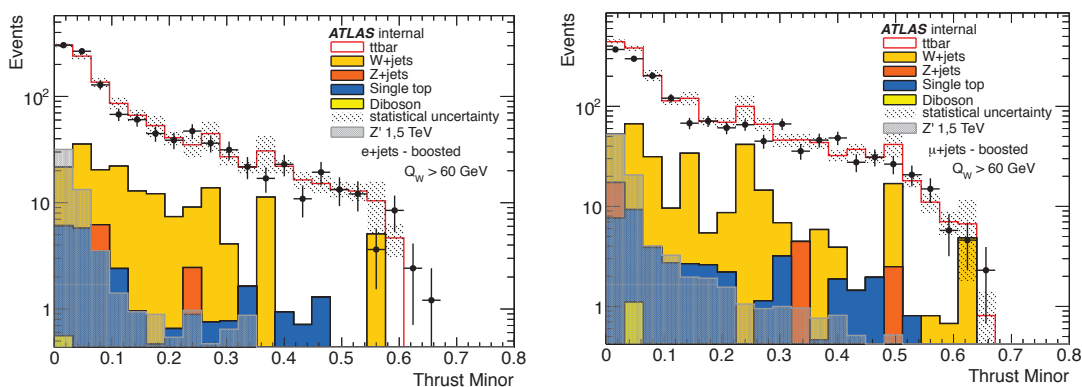 Events
ATLAS internal
ttbar
W+jets
Z+jets
Single top
Diboson
statistical uncertainty
Z' 1,5 TeV
e+jets - boosted
Q_W > 60 GeV
10^2
10
1
0 0.1 0.2 0.3 0.4 0.5 0.6 0.7 0.8
Thrust Minor
Events
ATLAS internal
ttbar
W+jets
Z+jets
Single top
Diboson
statistical uncertainty
Z' 1,5 TeV
μ+jets - boosted
Q_W > 60 GeV
10^2
10
1
0 0.1 0.2 0.3 0.4 0.5 0.6 0.7 0.8
Thrust Minor